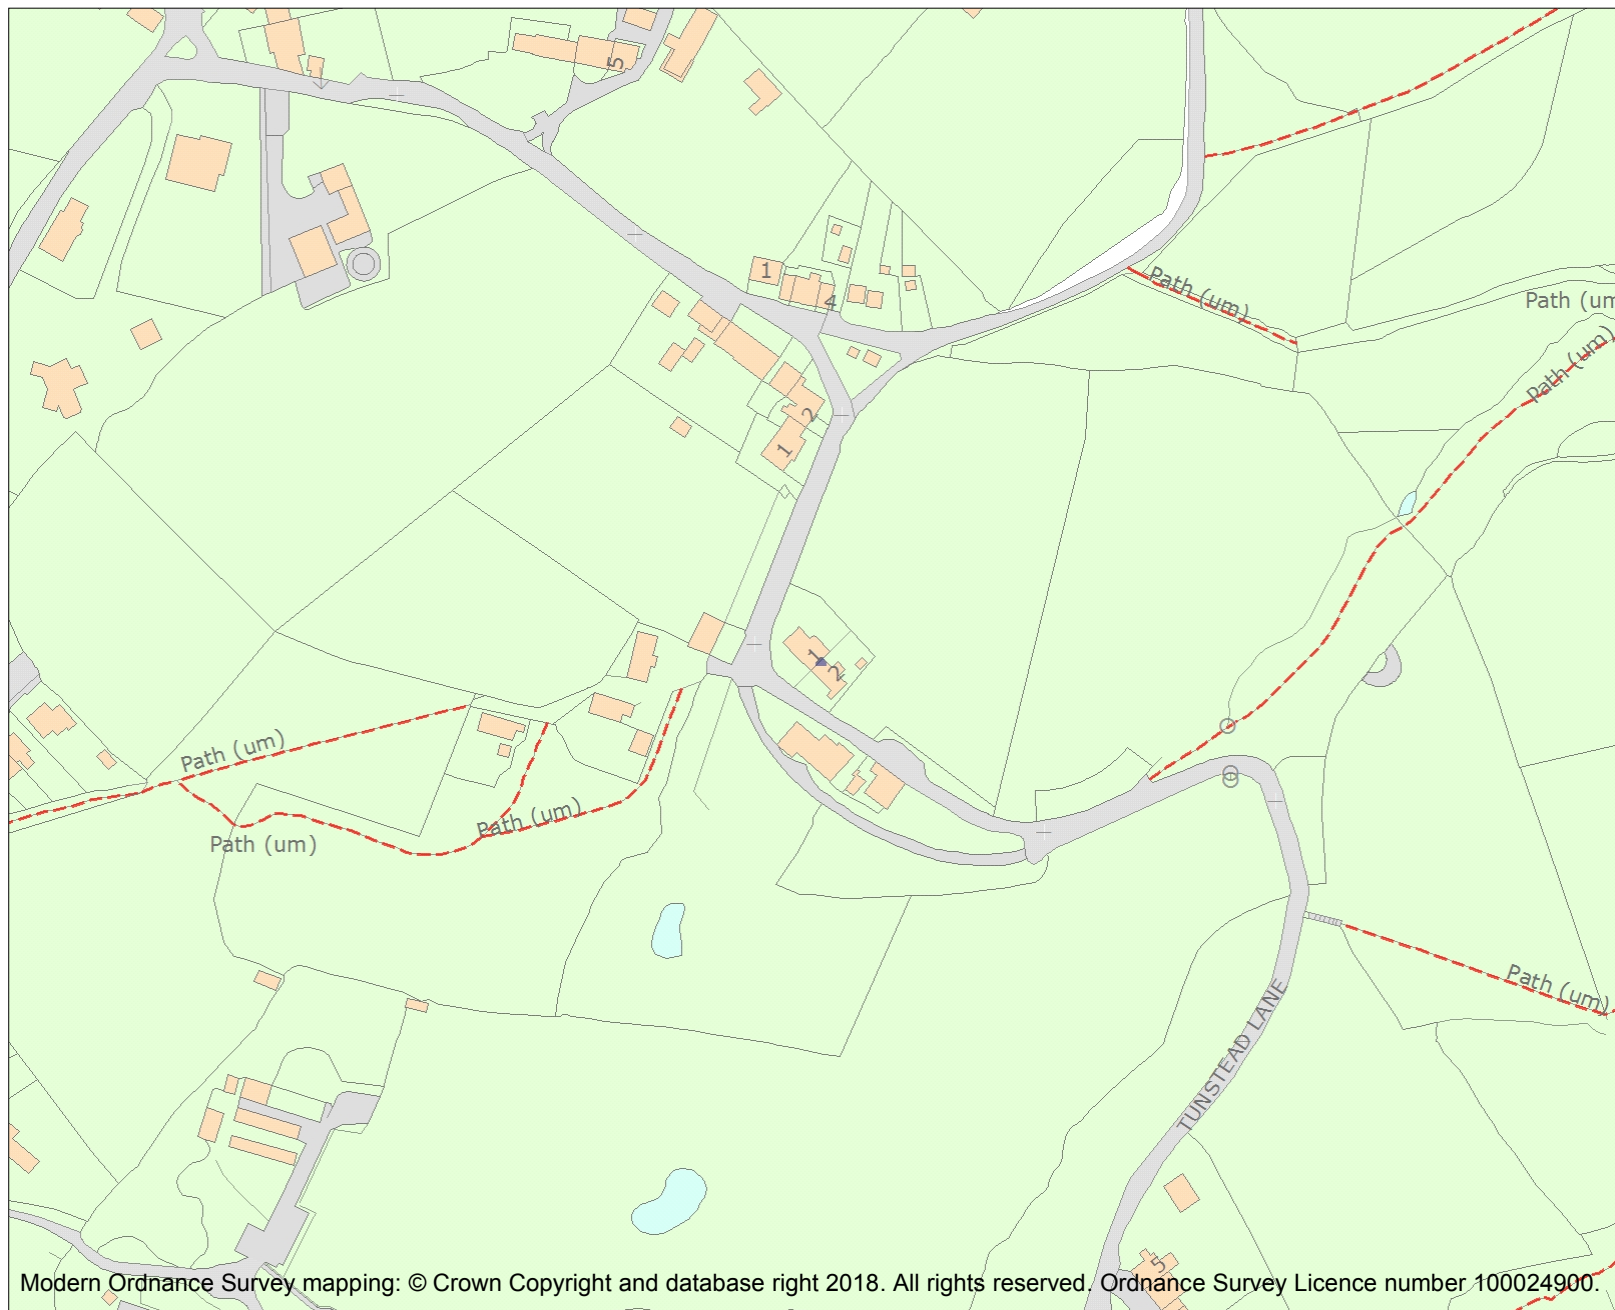 5
1
4
Path (um)
Path (um
Path (um)
2
1
1
2
Path (um)
Path (um)
Path (um)
Path (um)
TUNSTEAD LANE
5
Modern Ordnance Survey mapping: © Crown Copyright and database right 2018. All rights reserved. Ordnance Survey Licence number 100024900.